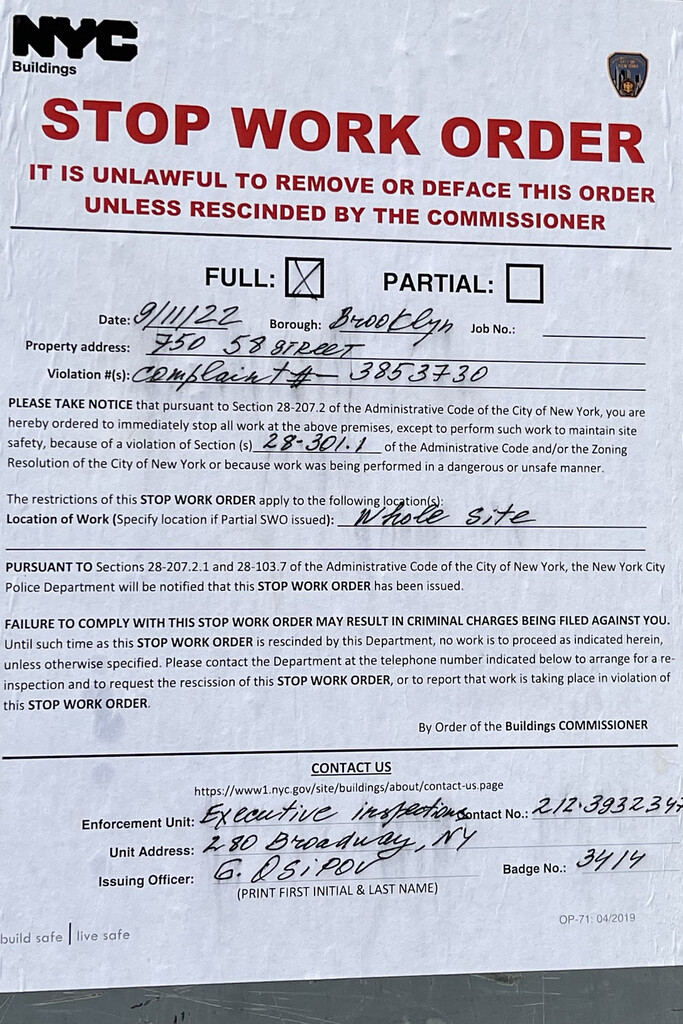 NYC
Buildings
STOP WORK ORDER
IT IS UNLAWFUL TO REMOVE OR DEFACE THIS ORDER
UNLESS RESCINDED BY THE COMMISSIONER
FULL: X PARTIAL:
Date: 9/11/22 Borough: Brooklyn Job No.:
Property address: 750 58 STREET
Violation #(s): complaint # - 3853730
PLEASE TAKE NOTICE that pursuant to Section 28-207.2 of the Administrative Code of the City of New York, you are
hereby ordered to immediately stop all work at the above premises, except to perform such work to maintain site
safety, because of a violation of Section (s) 28-301.1 of the Administrative Code and/or the Zoning
Resolution of the City of New York or because work was being performed in a dangerous or unsafe manner.
The restrictions of this STOP WORK ORDER apply to the following location(s):
Location of Work (Specify location if Partial SWO issued): Whole site
PURSUANT TO Sections 28-207.2.1 and 28-103.7 of the Administrative Code of the City of New York, the New York City
Police Department will be notified that this STOP WORK ORDER has been issued.
FAILURE TO COMPLY WITH THIS STOP WORK ORDER MAY RESULT IN CRIMINAL CHARGES BEING FILED AGAINST YOU.
Until such time as this STOP WORK ORDER is rescinded by this Department, no work is to proceed as indicated herein,
unless otherwise specified. Please contact the Department at the telephone number indicated below to arrange for a re-
inspection and to request the rescission of this STOP WORK ORDER, or to report that work is taking place in violation of
this STOP WORK ORDER.
By Order of the Buildings COMMISSIONER
CONTACT US
https://www1.nyc.gov/site/buildings/about/contact-us.page
Enforcement Unit: Executive inspections Contact No.: 212.3932347
Unit Address: 280 Broadway, NY
Issuing Officer: G. OSIPOV Badge No.: 3414
(PRINT FIRST INITIAL & LAST NAME)
OP-71: 04/2019
build safe | live safe